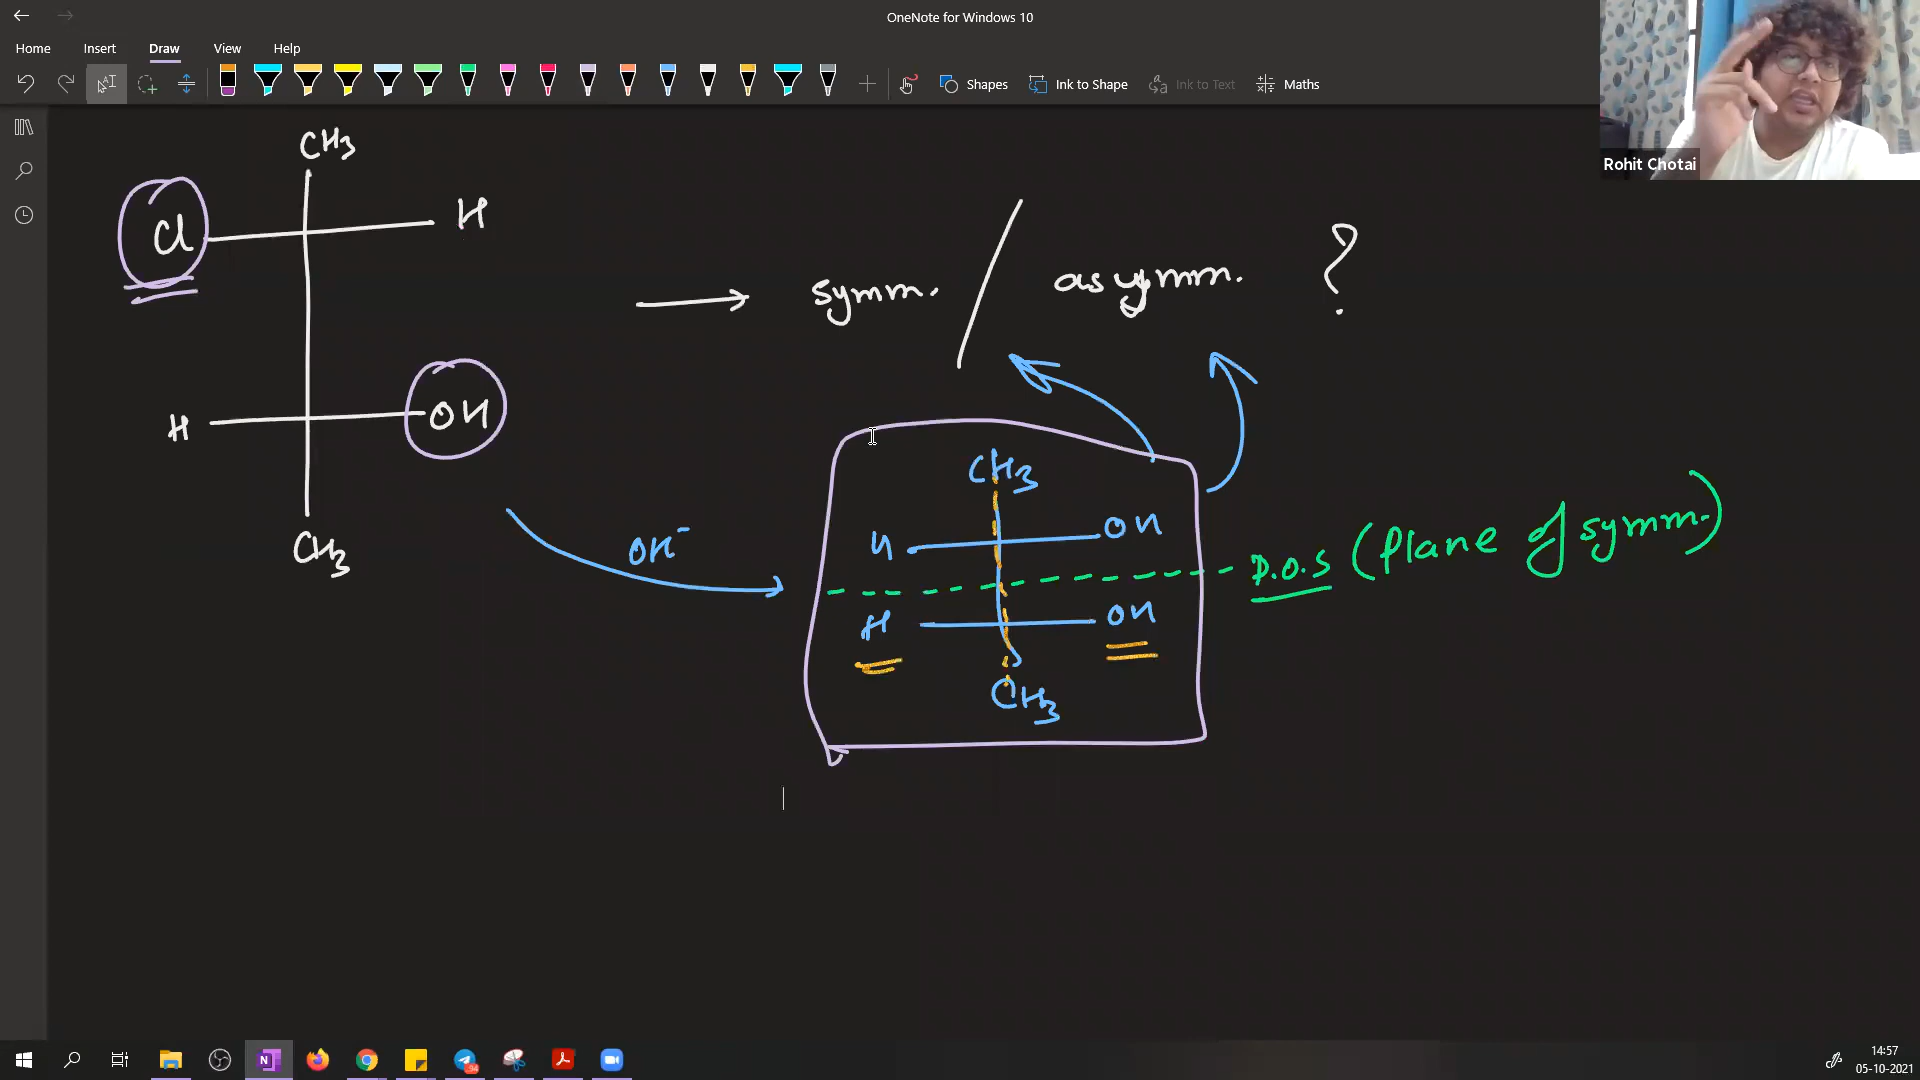 OneNote for Windows 10
Home Insert Draw View Help
Shapes Ink to Shape Ink to Text Maths
Rohit Chotai
CH3
Cl H
symm. / asymm. ?
H OH
CH3
OH-
CH3
H OH
P.O.S (Plane of symm.)
H OH
CH3
N
94
14:57
05-10-2021